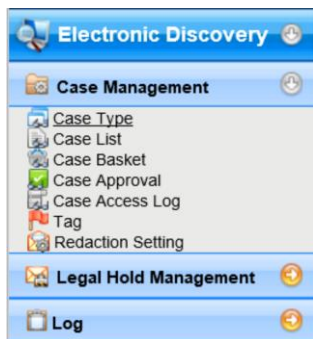 Electronic Discovery
Case Management
Case Type
Case List
Case Basket
Case Approval
Case Access Log
Tag
Redaction Setting
Legal Hold Management
Log